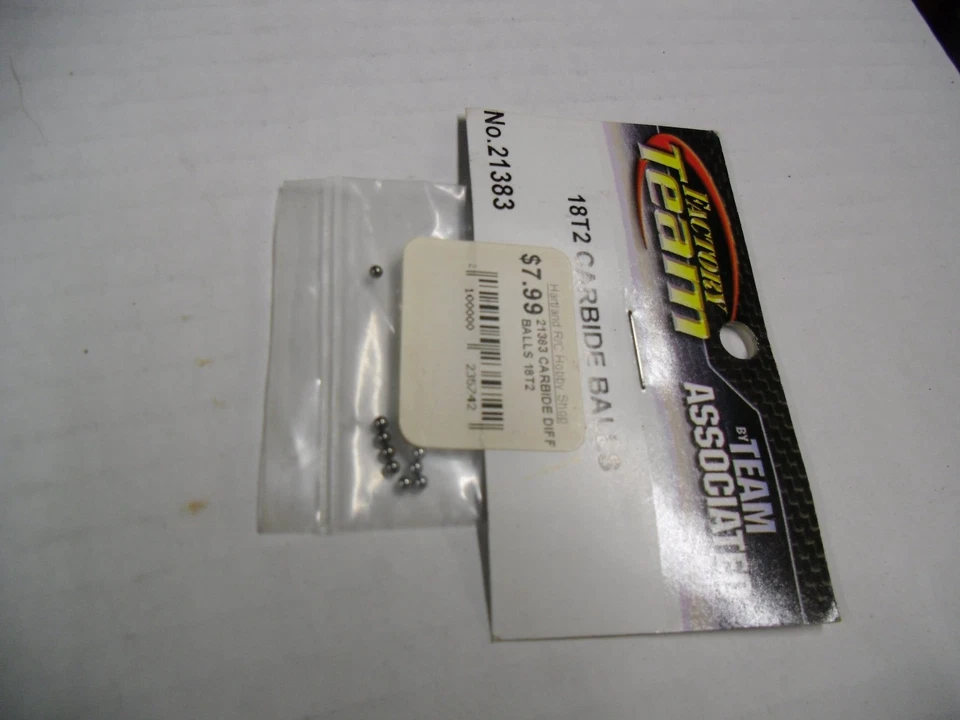 FACTORY
Team
BY TEAM
ASSOCIATED
18T2 CARBIDE BALLS
No.21383
Hartland R/C Hobby Shop
$7.99 21383 CARBIDE DIFF
BALLS 18T2
2 100000 235742